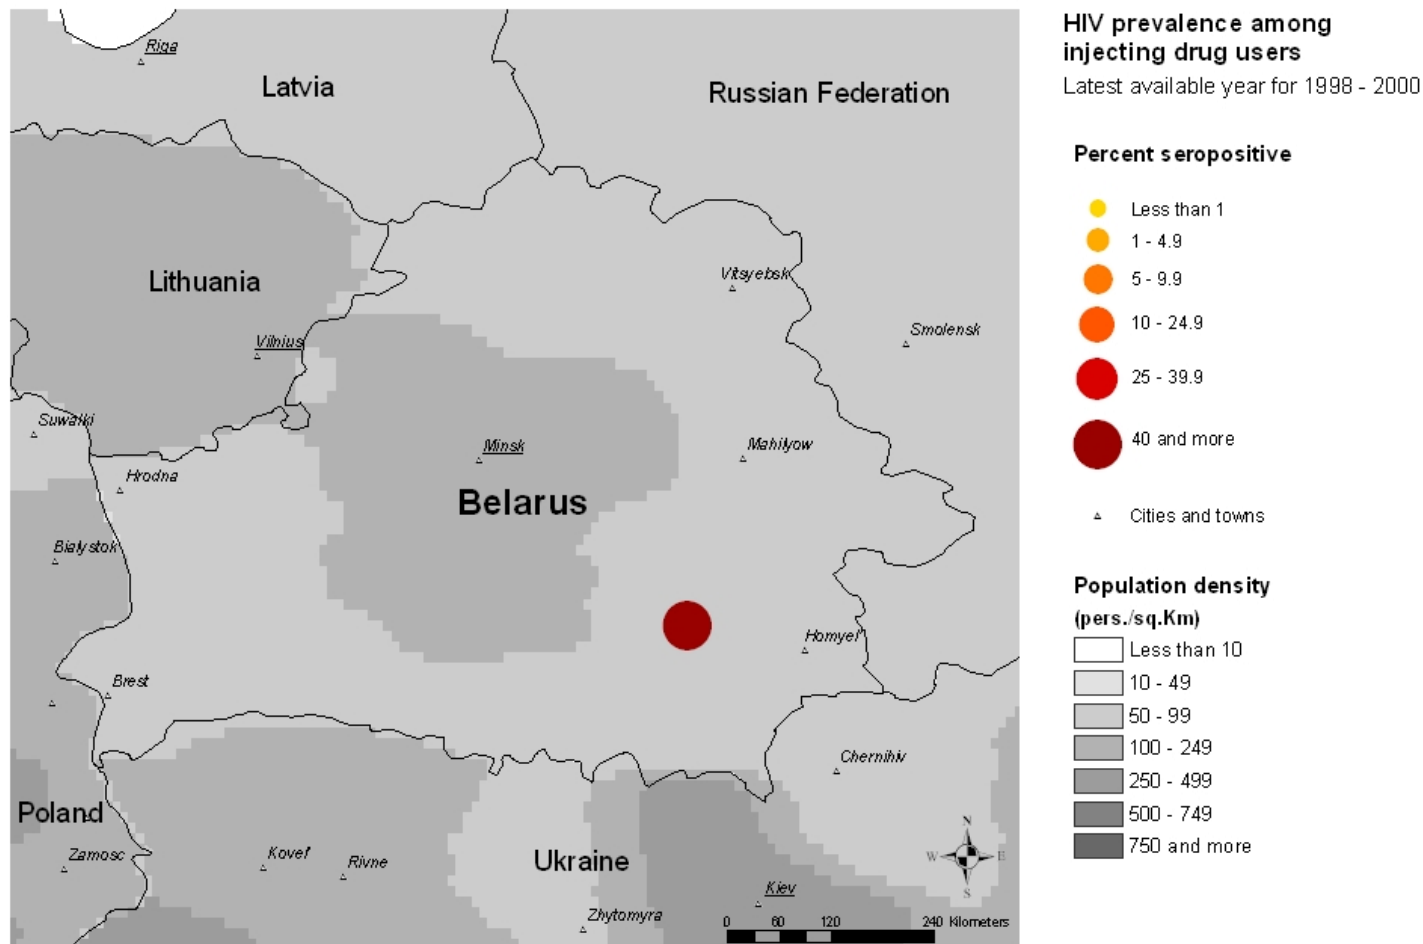 HIV prevalence among
injecting drug users
Latest available year for 1998 - 2000
Percent seropositive
Less than 1
1 - 4.9
5 - 9.9
10 - 24.9
25 - 39.9
40 and more
Cities and towns
Population density
(pers./sq.Km)
Less than 10
10 - 49
50 - 99
100 - 249
250 - 499
500 - 749
750 and more
Riga
Latvia
Russian Federation
Lithuania
Vitsyebsk
Vilnius
Smolensk
Suwalki
Minsk
Mahilyow
Hrodna
Belarus
Bialystok
Homyel'
Brest
Chernihiv
Poland
Zamosc
Kovel'
Rivne
Ukraine
Kiev
Zhytomyra
N
W E
S
0 60 120 240 Kilometers